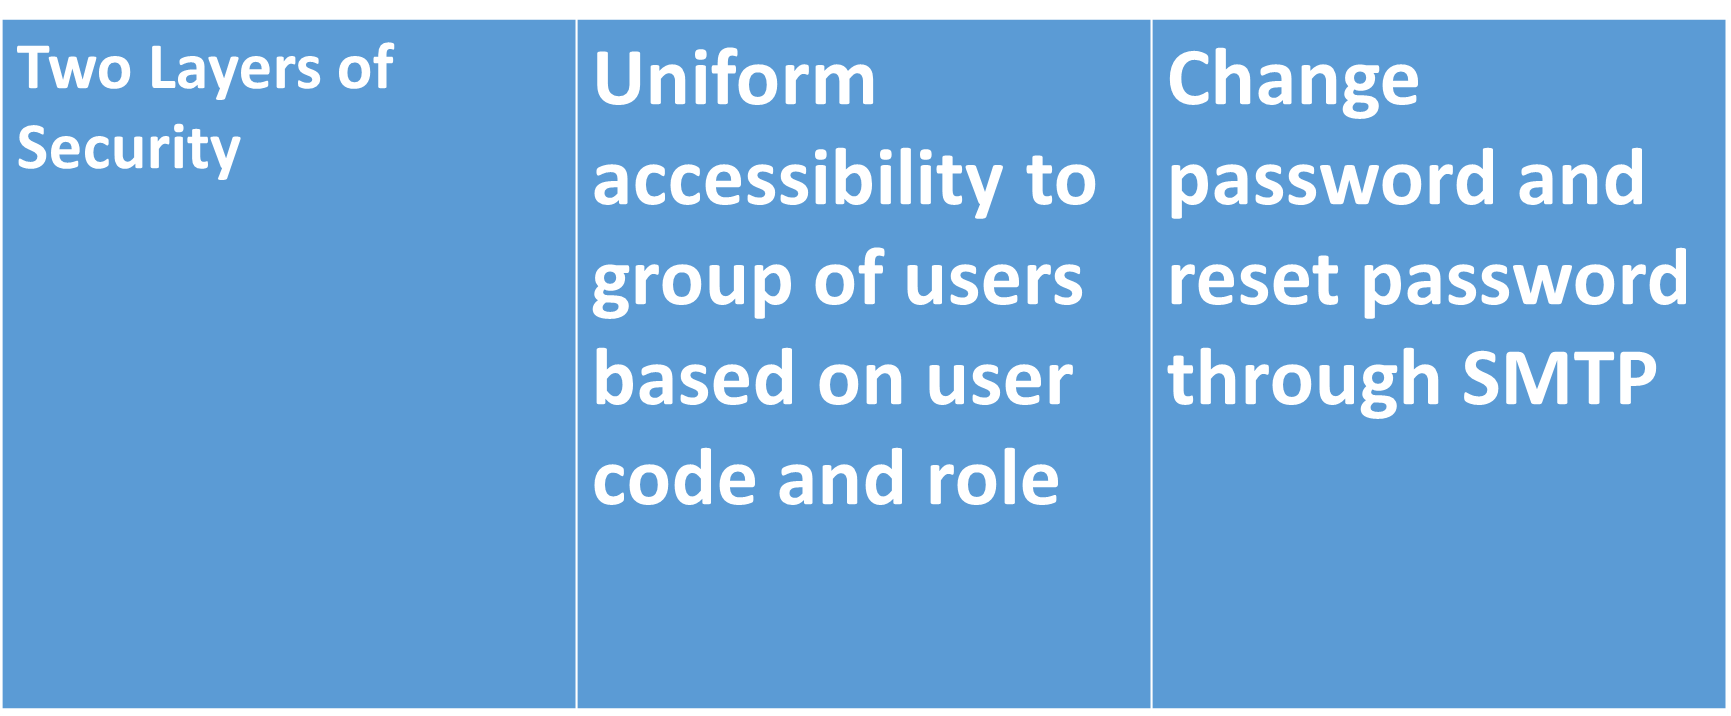 Two Layers of
Security
Uniform
accessibility to
group of users
based on user
code and role
Change
password and
reset password
through SMTP